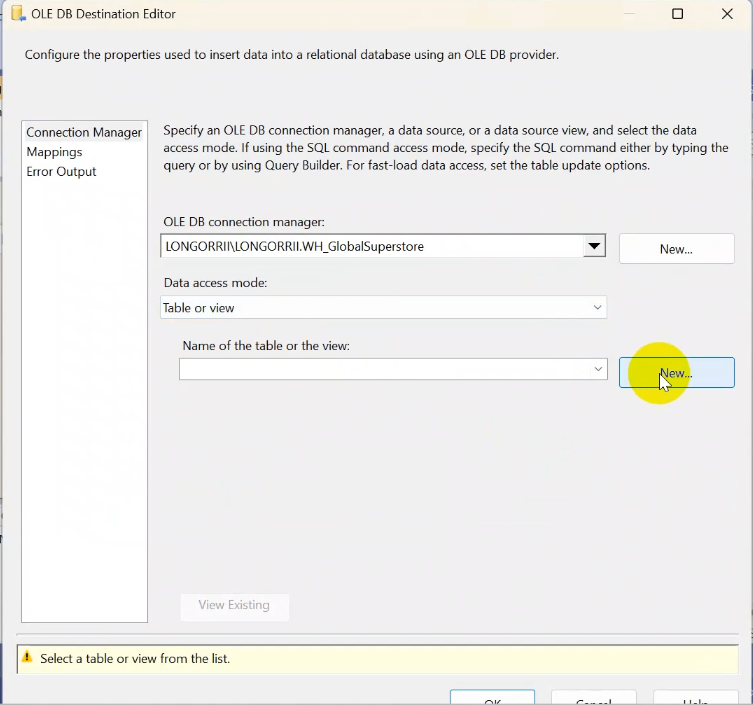 OLE DB Destination Editor
Configure the properties used to insert data into a relational database using an OLE DB provider.
Connection Manager
Mappings
Error Output
Specify an OLE DB connection manager, a data source, or a data source view, and select the data
access mode. If using the SQL command access mode, specify the SQL command either by typing the
query or by using Query Builder. For fast-load data access, set the table update options.
OLE DB connection manager:
LONGORRII\LONGORRII.WH_GlobalSuperstore
New...
Data access mode:
Table or view
Name of the table or the view:
New...
View Existing
Select a table or view from the list.
OK
Cancel
Help